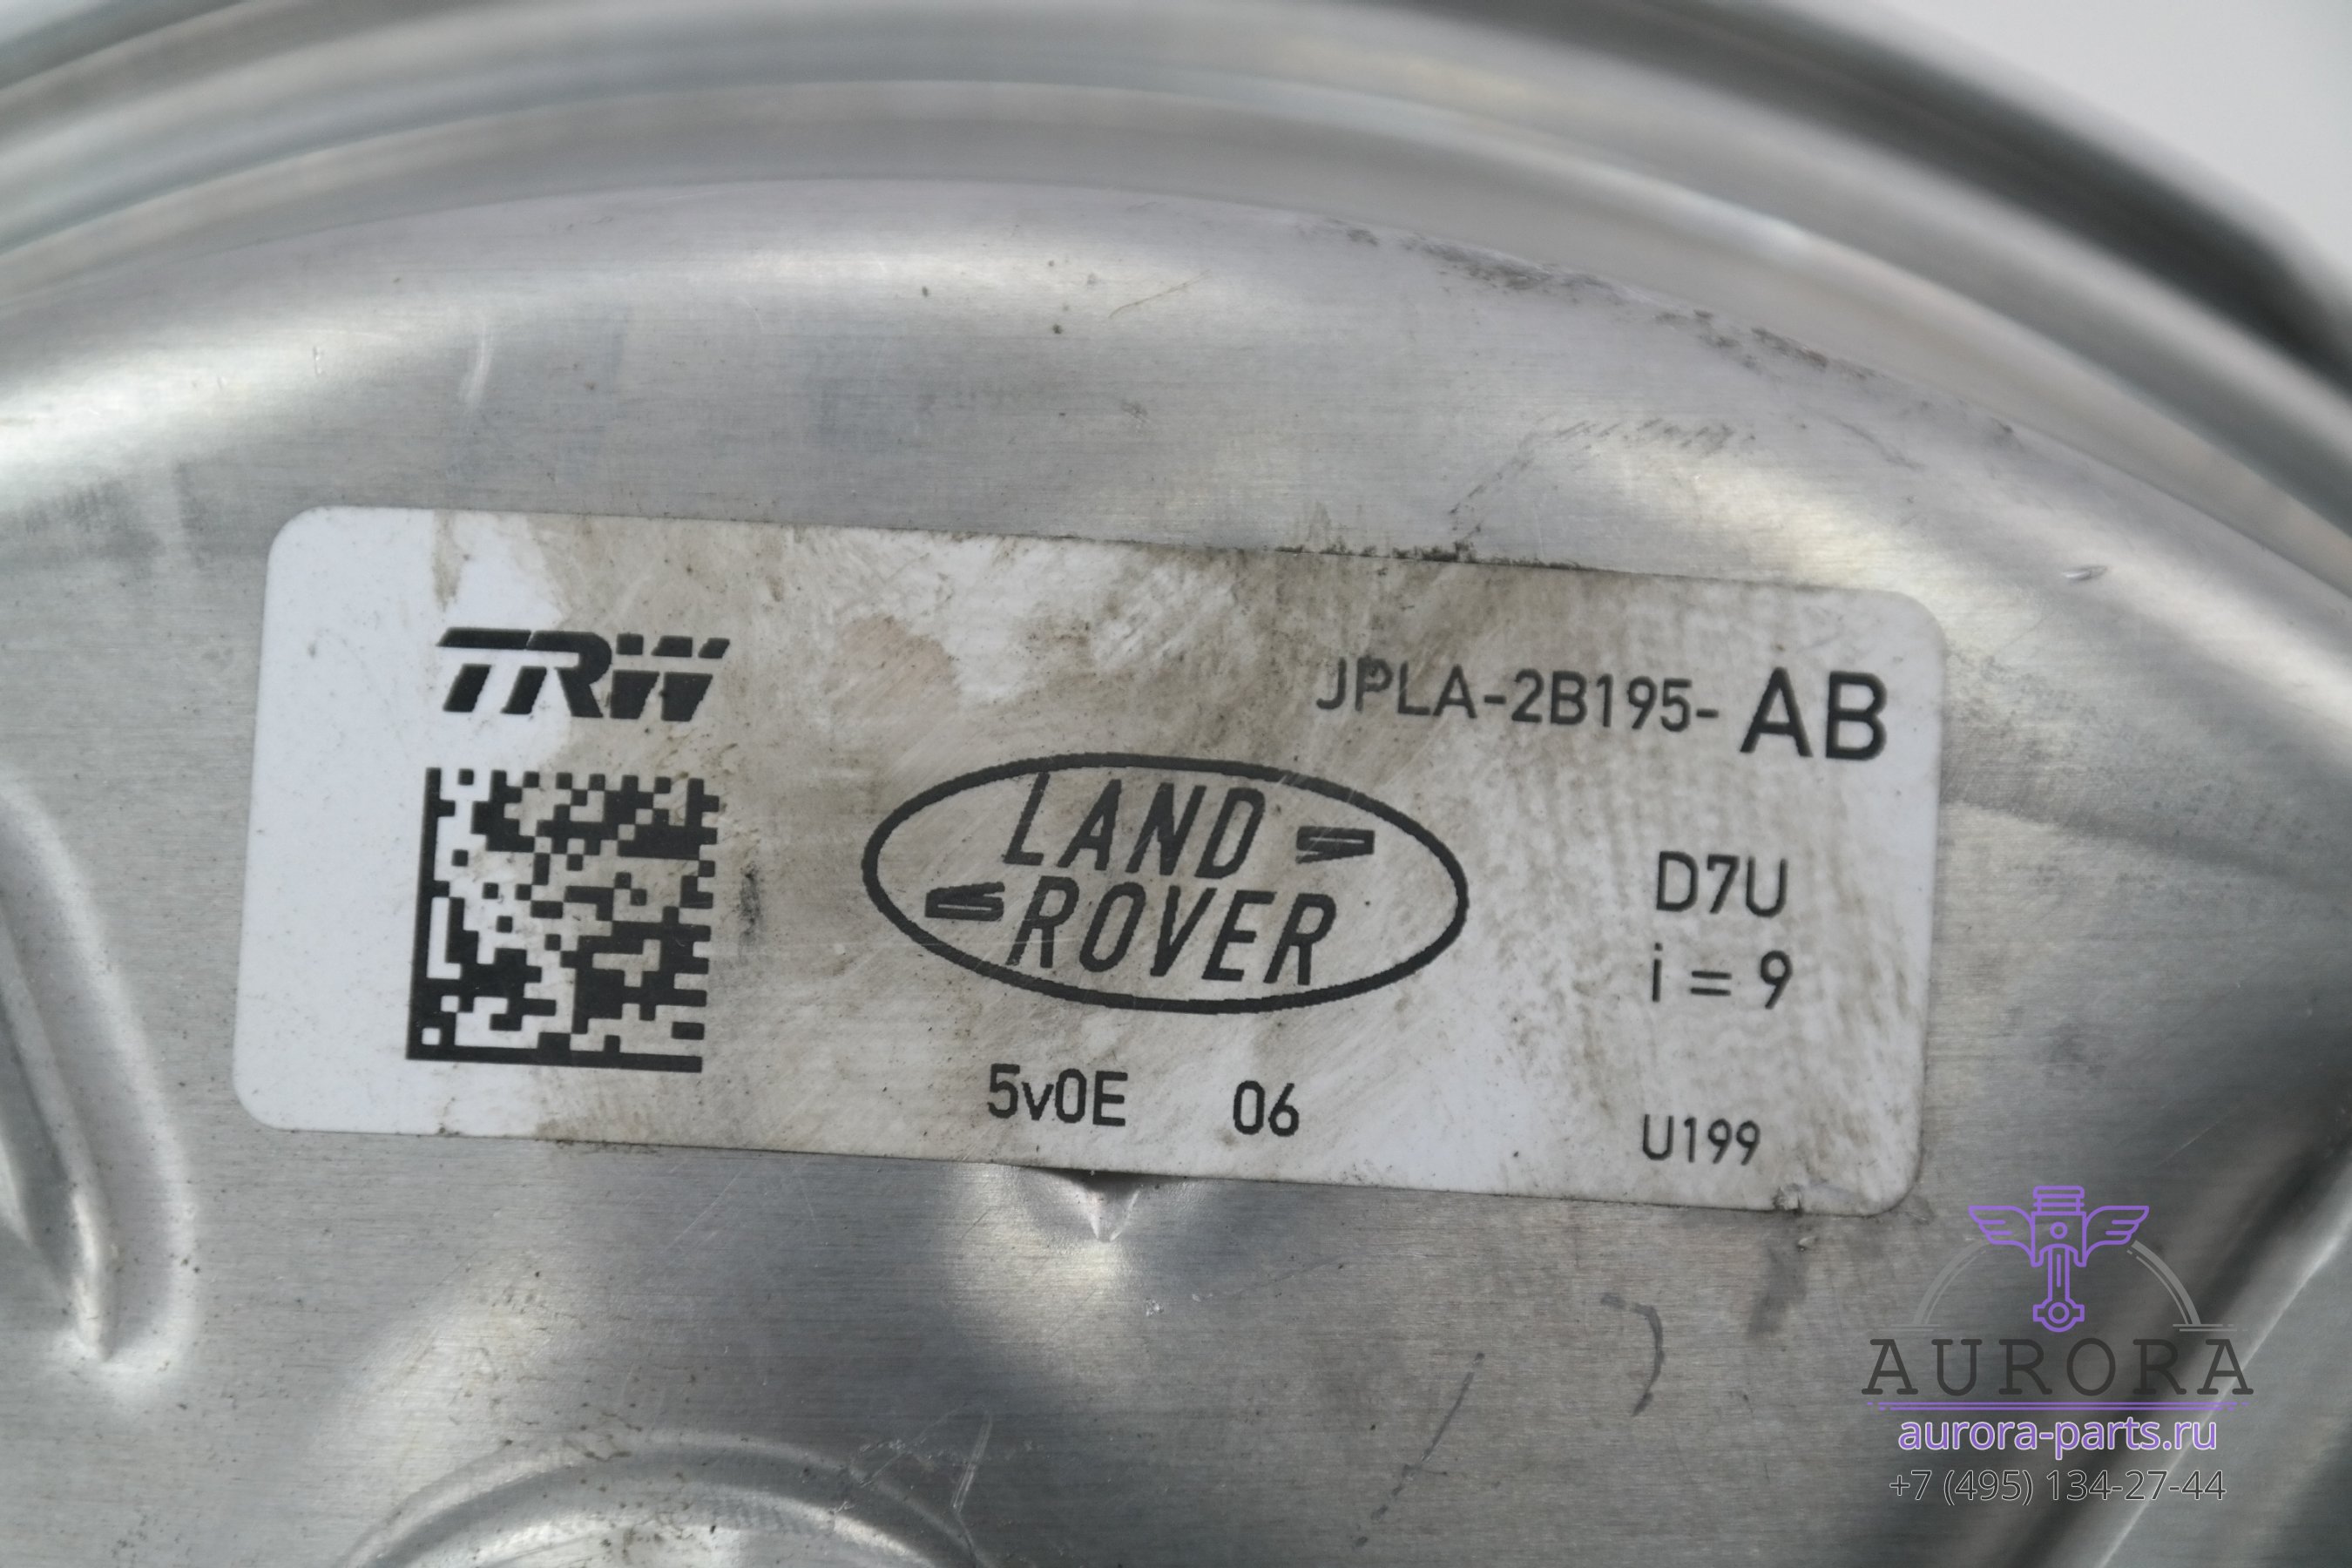 TRW
JPLA-2B195- AB
LAND
ROVER
D7U
i = 9
5v0E 06
U199
AURORA
aurora-parts.ru
+7 (495) 134-27-44